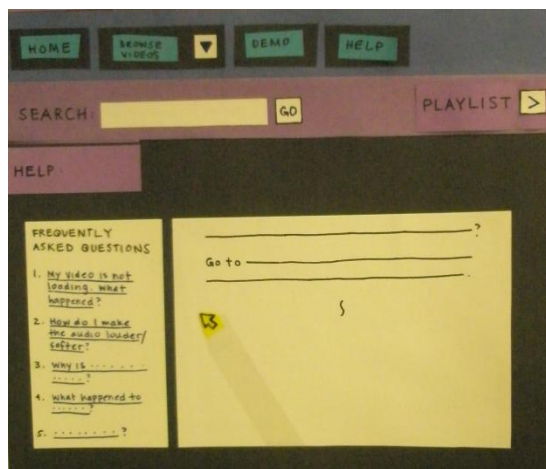 HOME
BROWSE
VIDEOS
DEMO
HELP
SEARCH:
GO
PLAYLIST >
HELP:
FREQUENTLY
ASKED QUESTIONS
1. My video is not
loading. What
happened?
2. How do I make
the audio louder/
softer?
3. Why is .......
.....?
4. What happened to
.....?
5. ........?
?
Go to
.